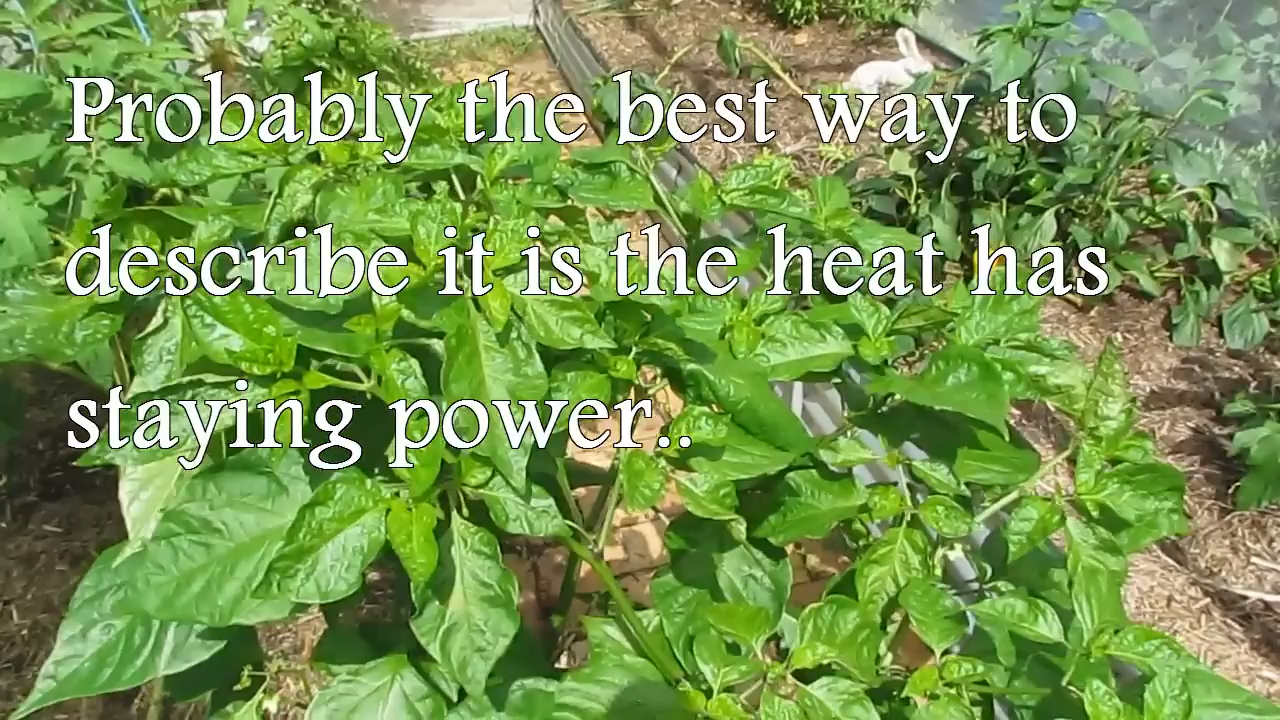 Probably the best way to
describe it is the heat has
staying power..